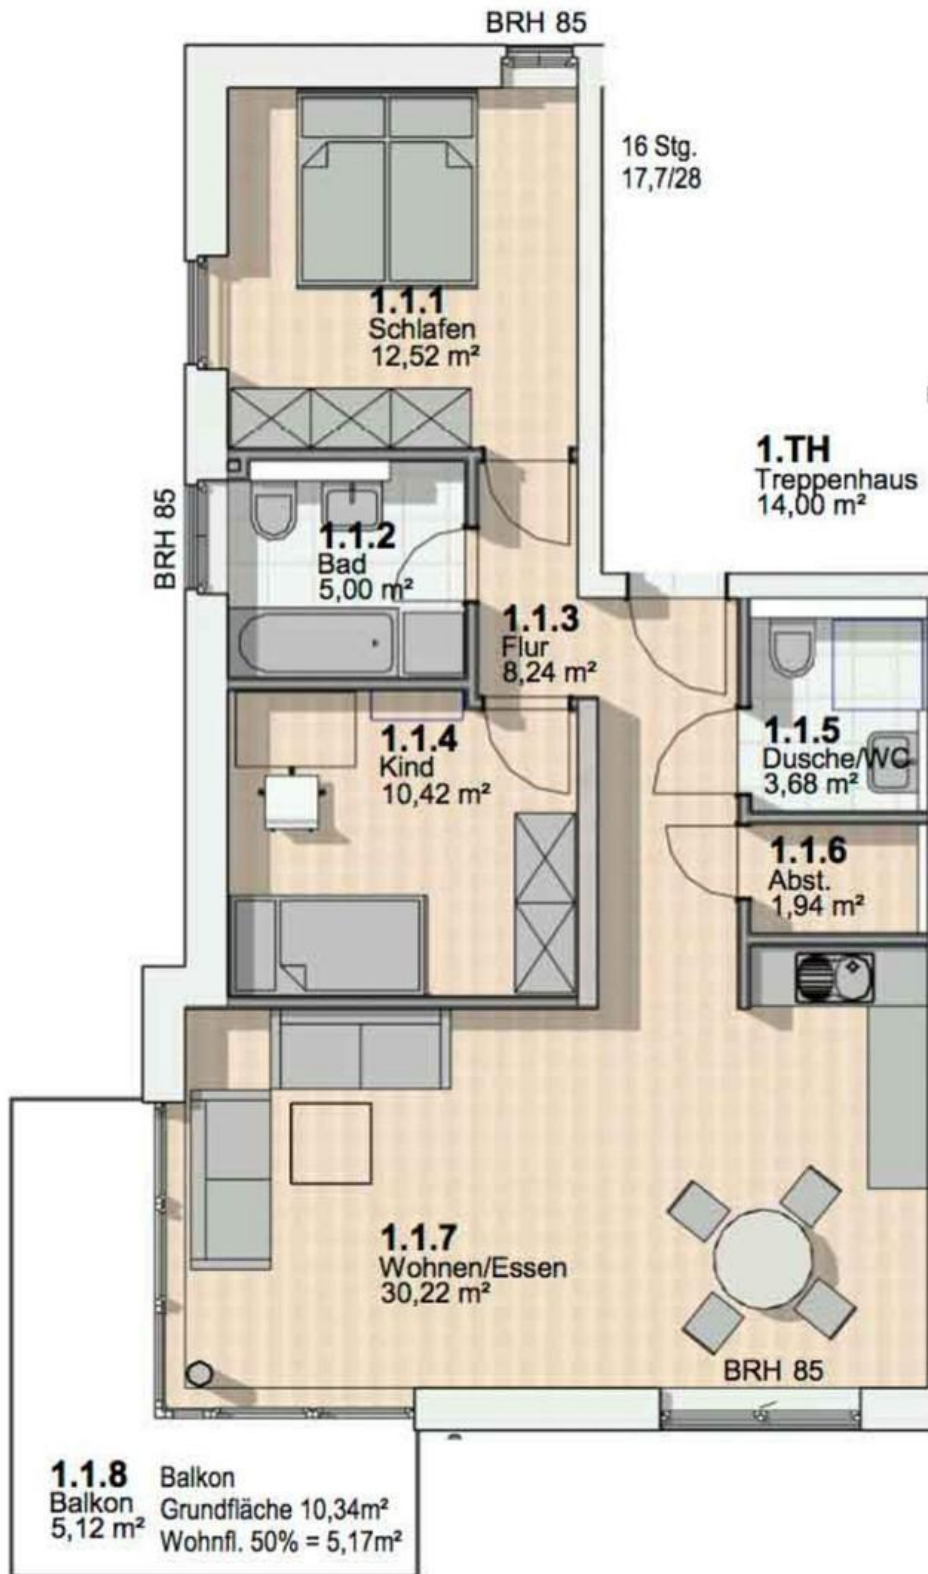 BRH 85
16 Stg.
17,7/28
1.1.1
Schlafen
12,52 m²
1.TH
Treppenhaus
14,00 m²
BRH 85
1.1.2
Bad
5,00 m²
1.1.3
Flur
8,24 m²
1.1.4
Kind
10,42 m²
1.1.5
Dusche/WC
3,68 m²
1.1.6
Abst.
1,94 m²
1.1.7
Wohnen/Essen
30,22 m²
BRH 85
1.1.8
Balkon
5,12 m²
Balkon
Grundfläche 10,34m²
Wohnfl. 50% = 5,17m²